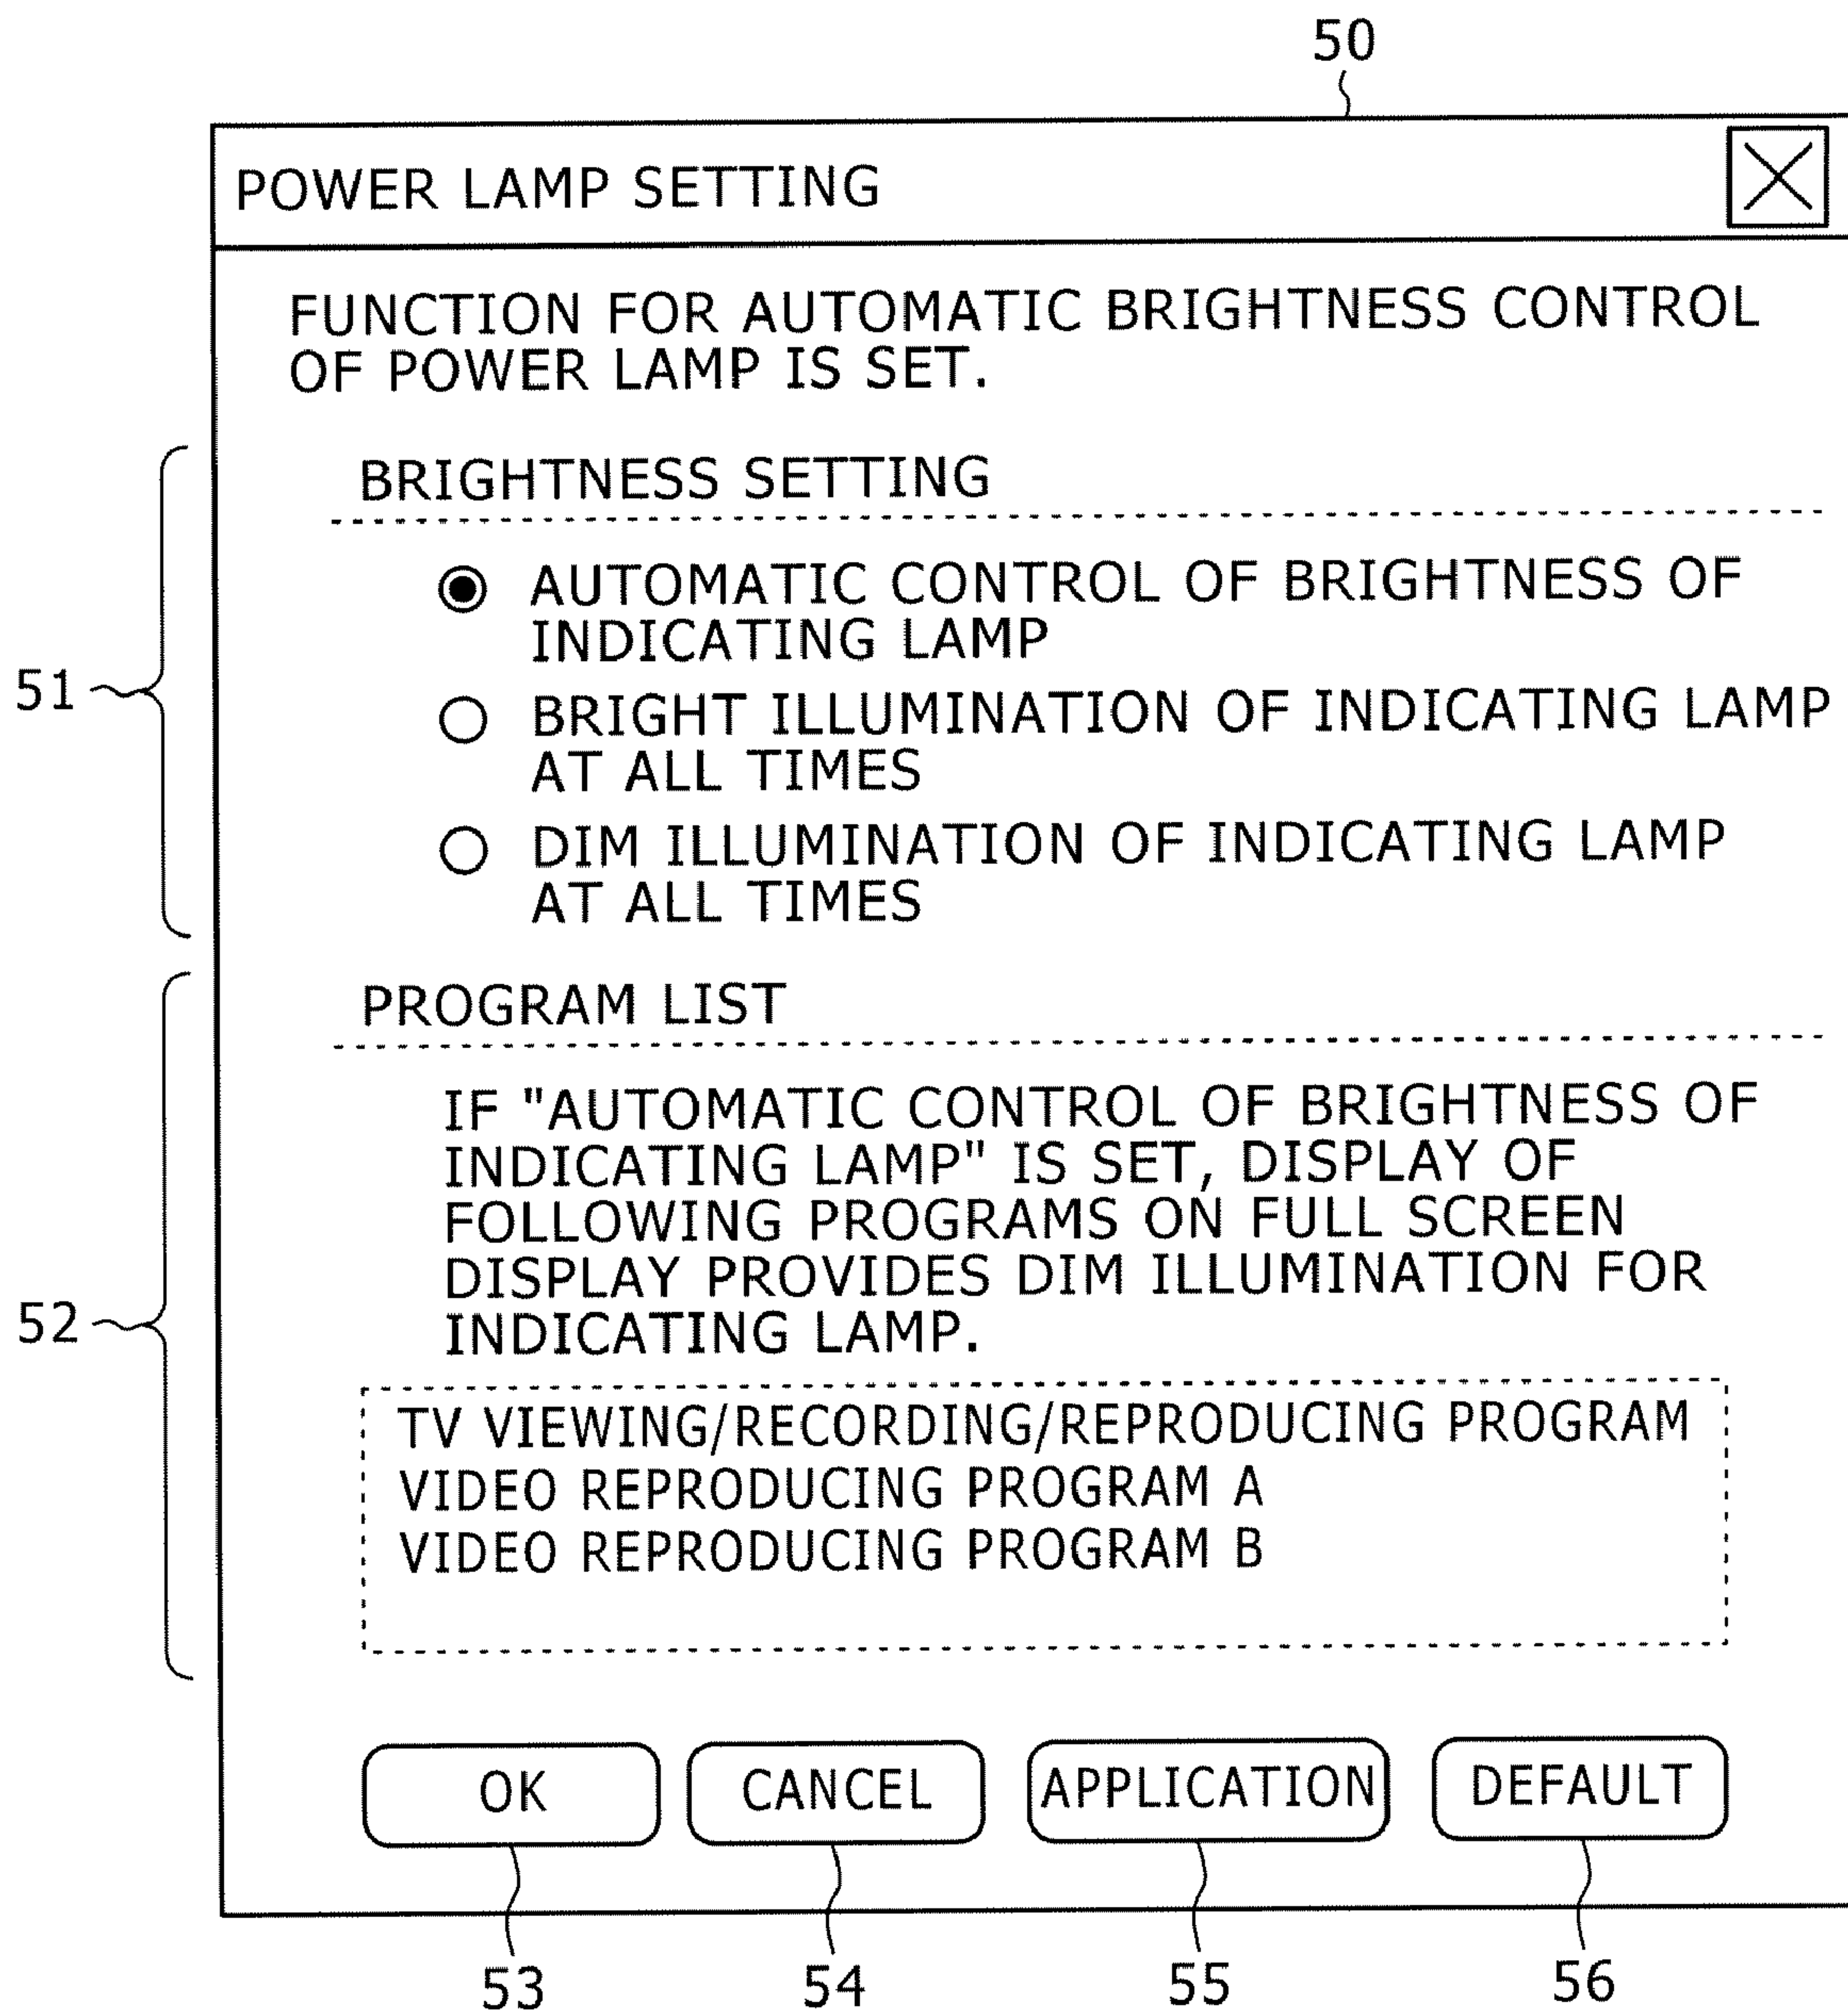 50
POWER LAMP SETTING
FUNCTION FOR AUTOMATIC BRIGHTNESS CONTROL
OF POWER LAMP IS SET.
BRIGHTNESS SETTING
AUTOMATIC CONTROL OF BRIGHTNESS OF
INDICATING LAMP
51
BRIGHT ILLUMINATION OF INDICATING LAMP
AT ALL TIMES
DIM ILLUMINATION OF INDICATING LAMP
AT ALL TIMES
PROGRAM LIST
IF "AUTOMATIC CONTROL OF BRIGHTNESS OF
INDICATING LAMP" IS SET, DISPLAY OF
FOLLOWING PROGRAMS ON FULL SCREEN
DISPLAY PROVIDES DIM ILLUMINATION FOR
INDICATING LAMP.
52
TV VIEWING/RECORDING/REPRODUCING PROGRAM
VIDEO REPRODUCING PROGRAM A
VIDEO REPRODUCING PROGRAM B
OK CANCEL APPLICATION DEFAULT
53 54 55 56